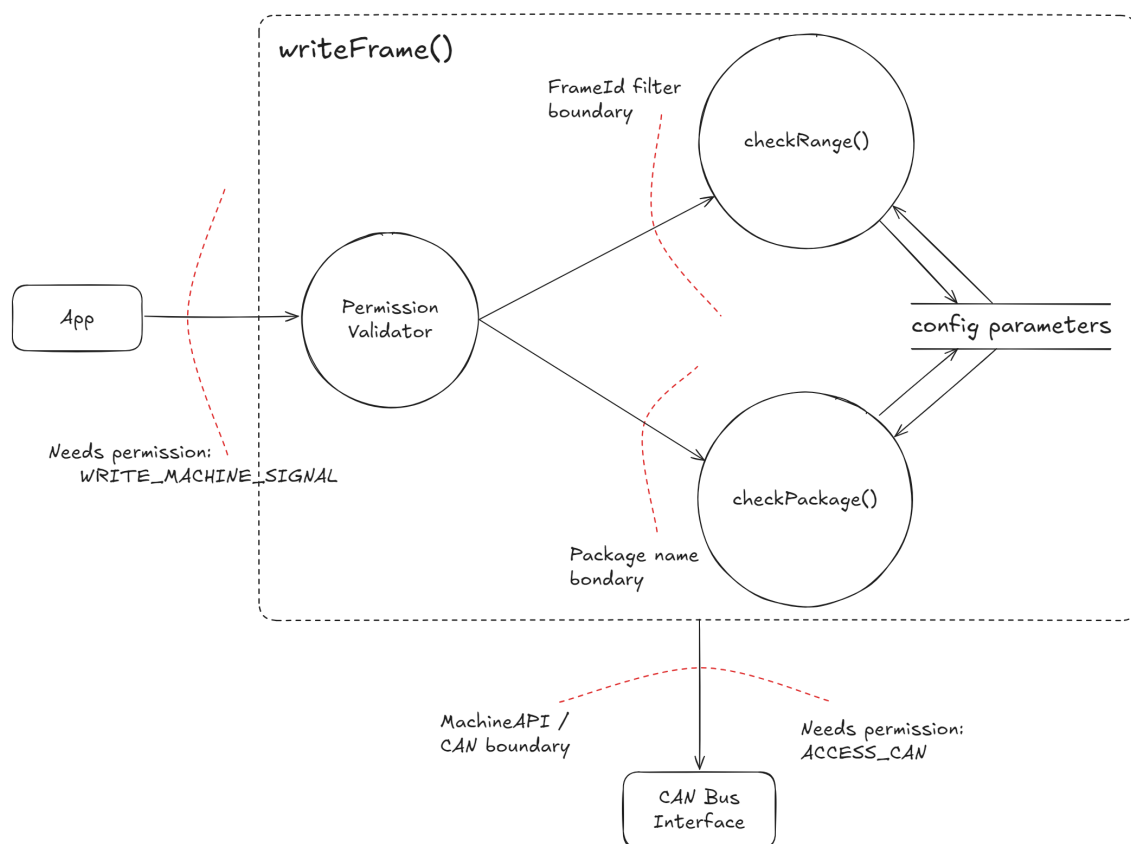 writeFrame()
FrameId filter
boundary
checkRange()
App
Permission
Validator
config parameters
Needs permission:
WRITE_MACHINE_SIGNAL
checkPackage()
Package name
bondary
MachineAPI /
CAN boundary
Needs permission:
ACCESS_CAN
CAN Bus
Interface